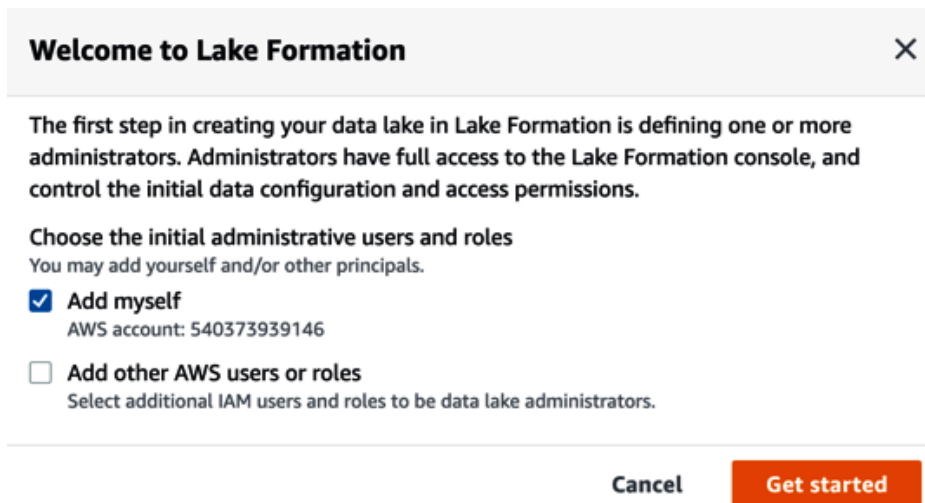 Welcome to Lake Formation
The first step in creating your data lake in Lake Formation is defining one or more
administrators. Administrators have full access to the Lake Formation console, and
control the initial data configuration and access permissions.
Choose the initial administrative users and roles
You may add yourself and/or other principals.
Add myself
AWS account: 540373939146
Add other AWS users or roles
Select additional IAM users and roles to be data lake administrators.
Cancel Get started